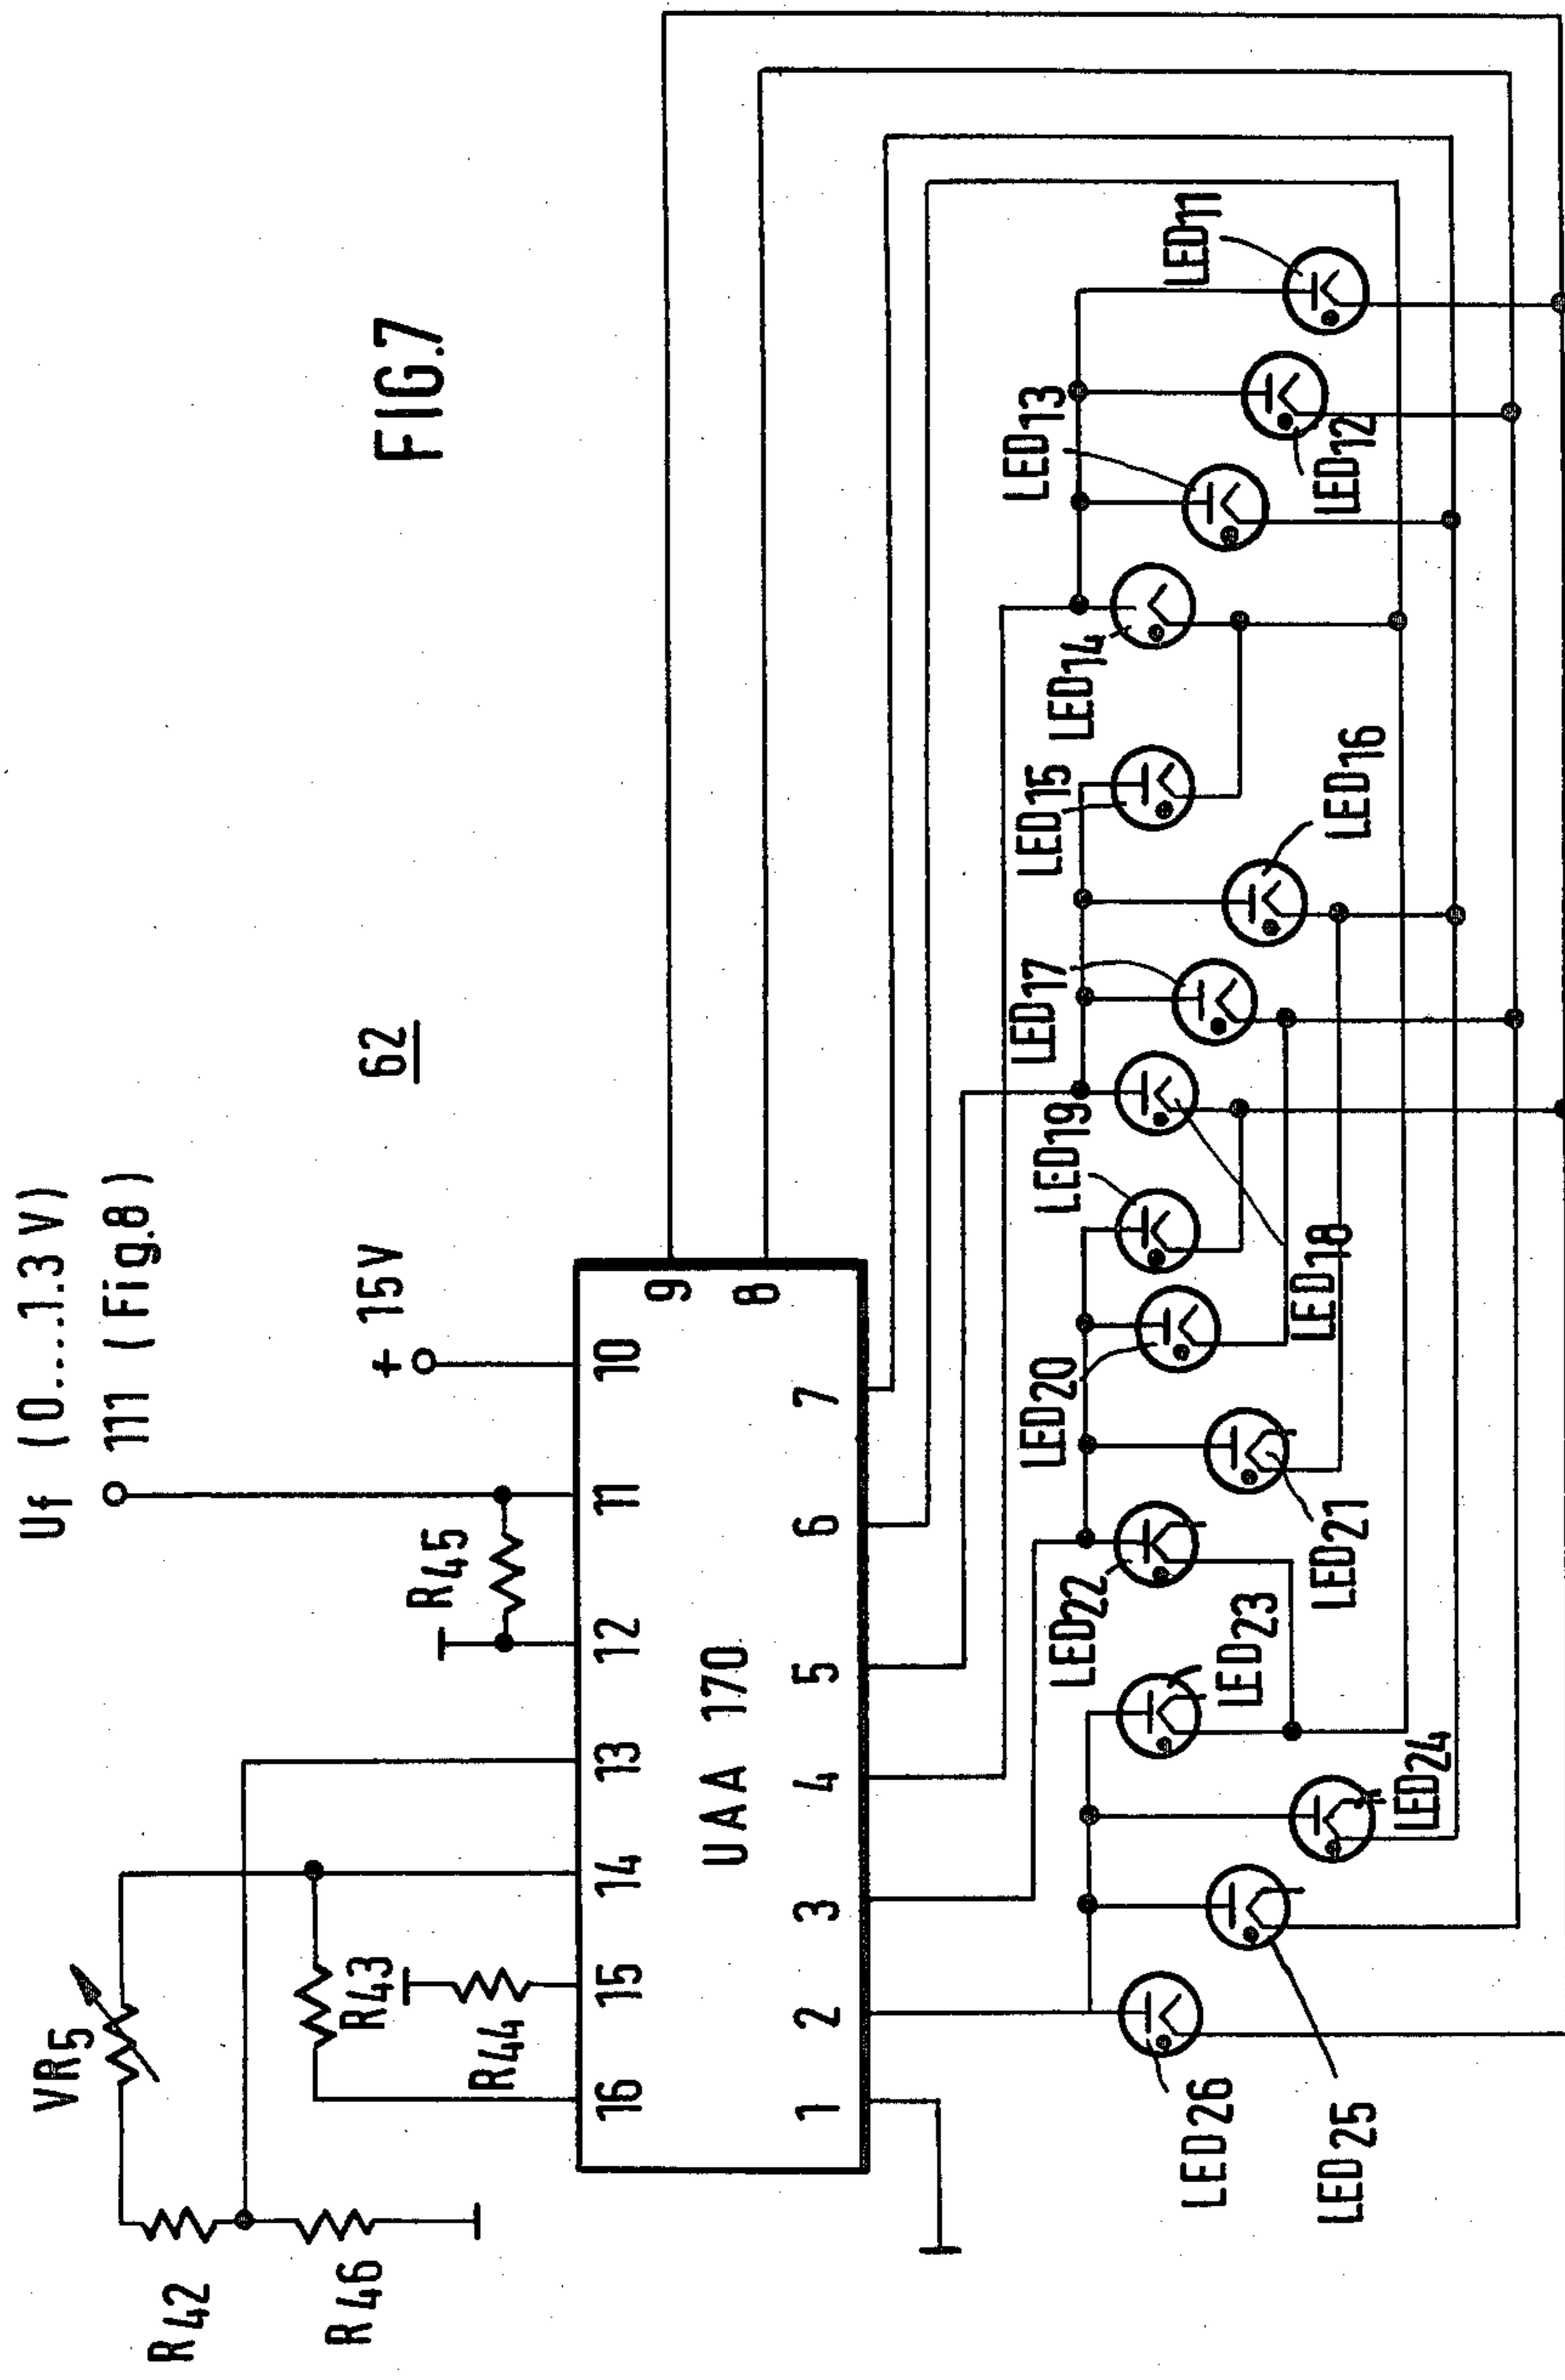 FIG.7
Uf (0....1.3 V)
111 (Fig.8)
+ 15V
62
VR5
R42
R46
R43
R44
R45
16 15 14 13 12 11 10
9
8
UAA 170
1 2 3 4 5 6 7
LED26
LED25
LED24
LED23
LED22
LED21
LED20
LED19
LED18
LED17
LED16
LED15
LED14
LED13
LED12
LED11